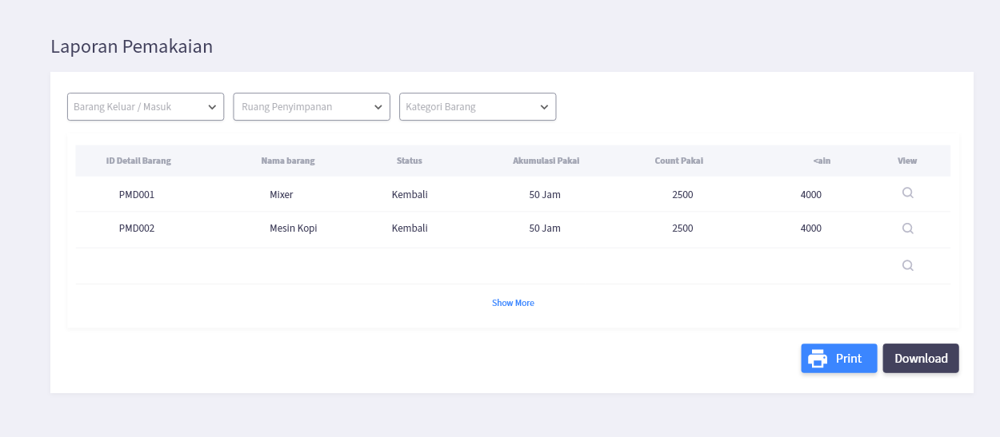 Laporan Pemakaian
Barang Keluar / Masuk Ruang Penyimpanan Kategori Barang
ID Detail Barang Nama barang Status Akumulasi Pakai Count Pakai <ain View
PMD001 Mixer Kembali 50 Jam 2500 4000
PMD002 Mesin Kopi Kembali 50 Jam 2500 4000
Show More
Print Download